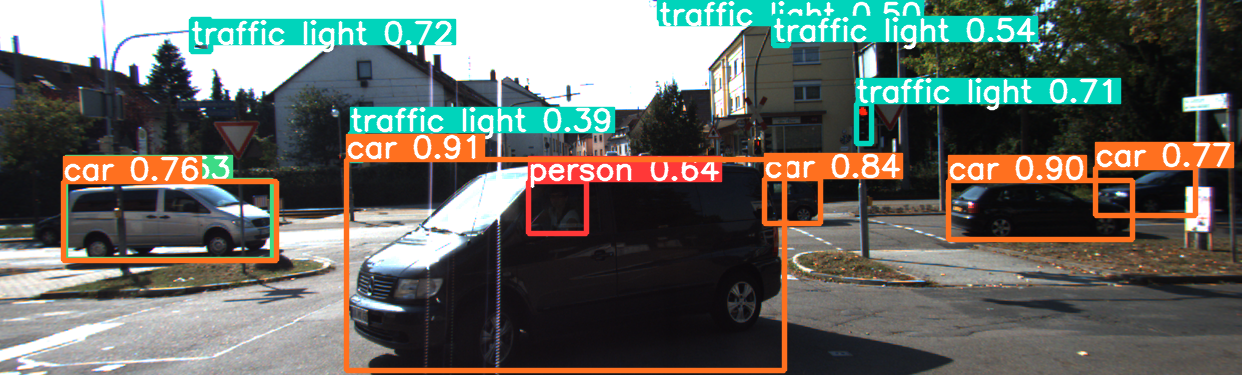 traffic light 0.50
traffic light 0.72
traffic light 0.54
traffic light 0.71
traffic light 0.39
car 0.91
car 0.77
car 0.76
53
person 0.64
car 0.84
car 0.90